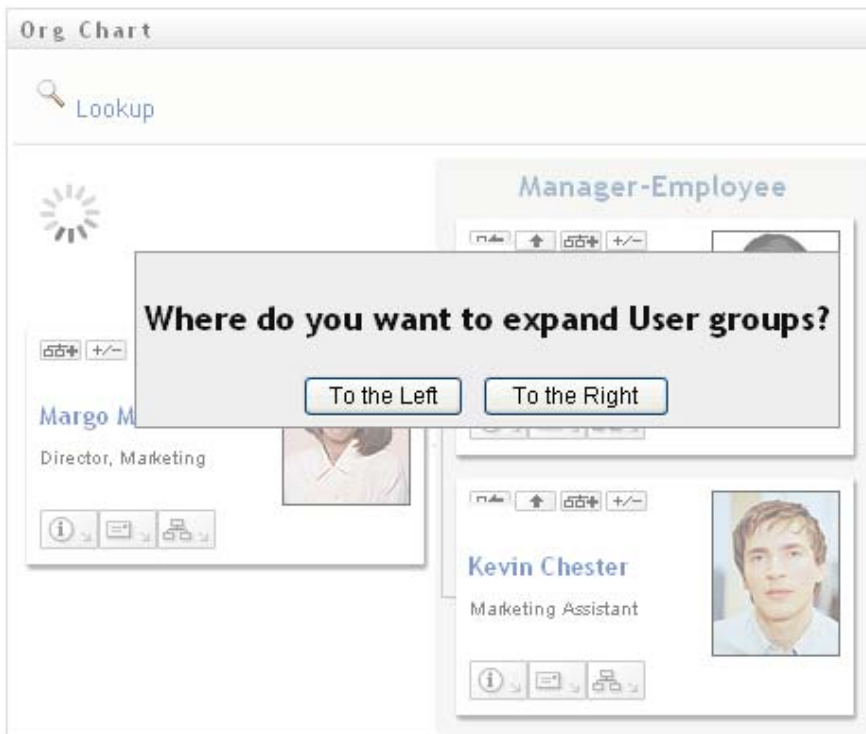 Org Chart
Lookup
Manager-Employee
+/-
Where do you want to expand User groups?
+/-
To the Left To the Right
Margo M
Director, Marketing
+/-
Kevin Chester
Marketing Assistant